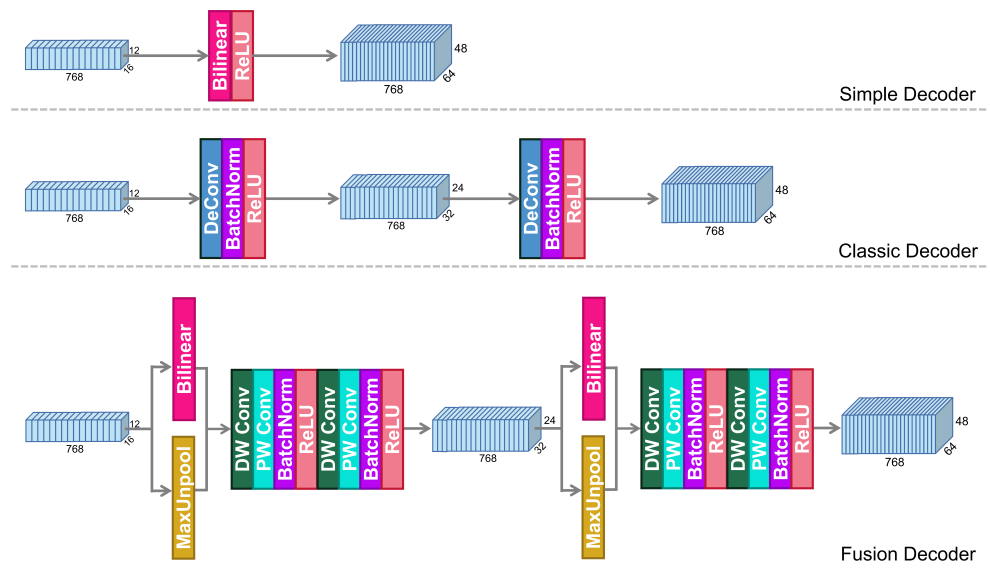 12
16
768
Bilinear
ReLU
48
64
768
Simple Decoder
12
16
768
DeConv
BatchNorm
ReLU
24
32
768
DeConv
BatchNorm
ReLU
48
64
768
Classic Decoder
12
16
768
Bilinear
MaxUnpool
DW Conv
PW Conv
BatchNorm
ReLU
DW Conv
PW Conv
BatchNorm
ReLU
24
32
768
Bilinear
MaxUnpool
DW Conv
PW Conv
BatchNorm
ReLU
DW Conv
PW Conv
BatchNorm
ReLU
48
64
768
Fusion Decoder